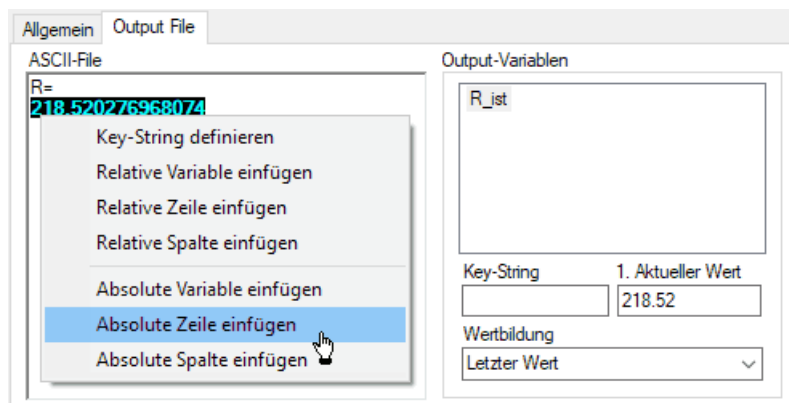 Allgemein Output File
ASCII-File
R=
218.520276968074
Key-String definieren
Relative Variable einfügen
Relative Zeile einfügen
Relative Spalte einfügen
Absolute Variable einfügen
Absolute Zeile einfügen
Absolute Spalte einfügen
Output-Variablen
R_ist
Key-String 1. Aktueller Wert
218.52
Wertbildung
Letzter Wert